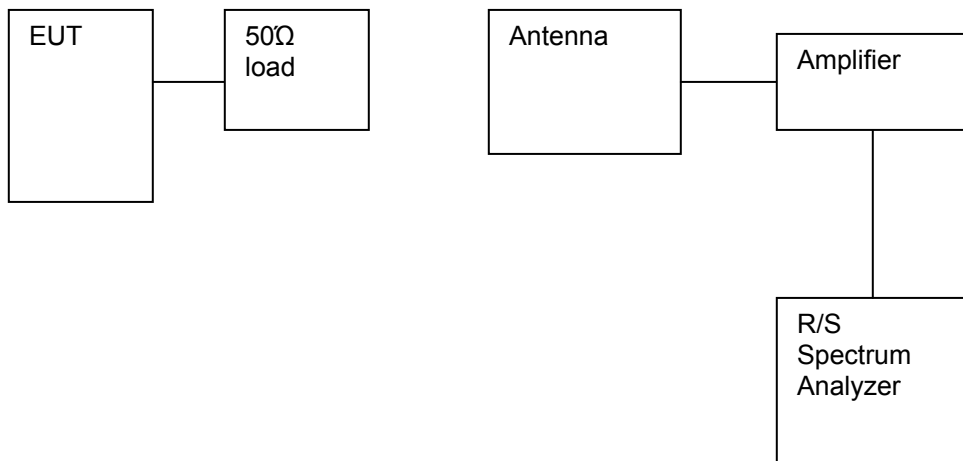 EUT
50Ω
load
Antenna
Amplifier
R/S
Spectrum
Analyzer